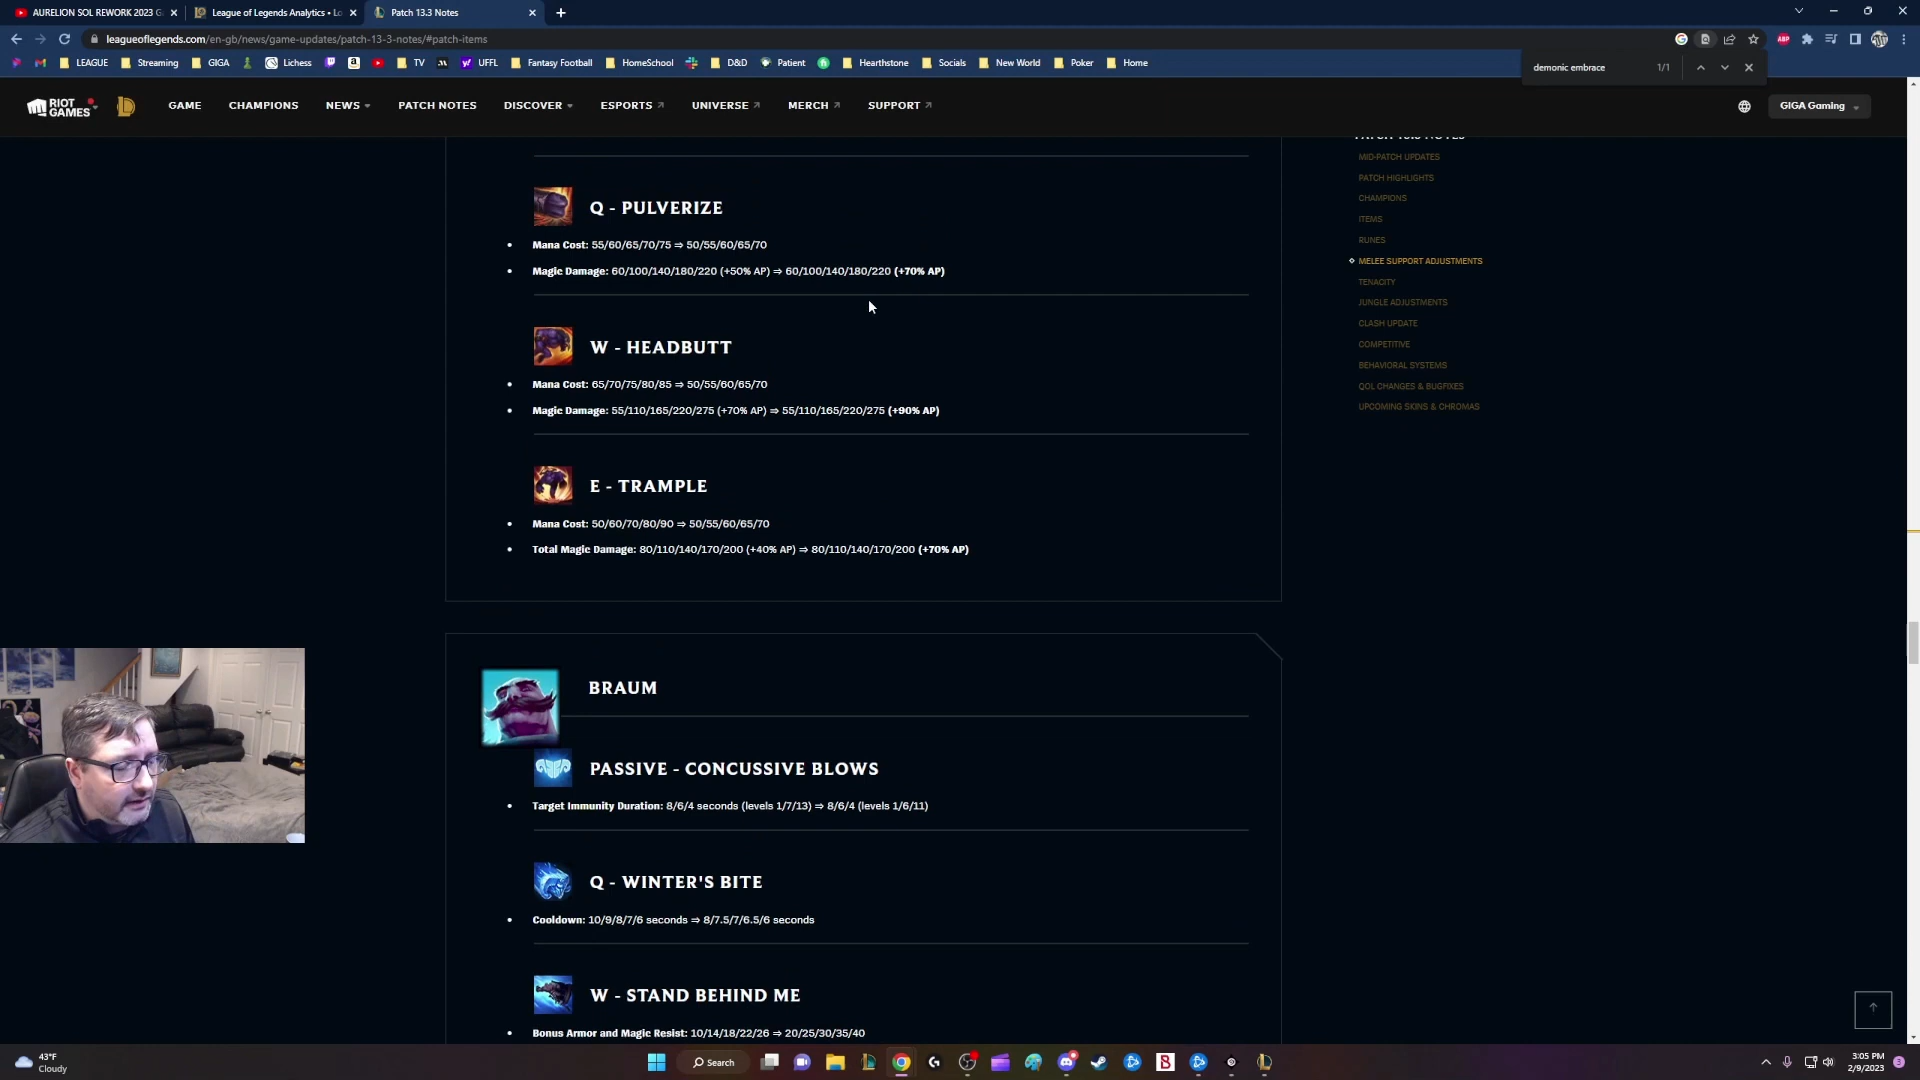 AURELION SOL REWORK 2023 G
League of Legends Analytics • Lo
Patch 13.3 Notes
leagueoflegends.com/en-gb/news/game-updates/patch-13-3-notes/#patch-items
ABP
LEAGUE
Streaming
GIGA
Lichess
TV
UFFL
Fantasy Football
HomeSchool
D&D
Patient
Hearthstone
Socials
New World
Poker
Home
demonic embrace
1/1
RIOT GAMES
GAME
CHAMPIONS
NEWS
PATCH NOTES
DISCOVER
ESPORTS
UNIVERSE
MERCH
SUPPORT
GIGA Gaming
PATCH 13.3 NOTES
MID-PATCH UPDATES
PATCH HIGHLIGHTS
CHAMPIONS
ITEMS
RUNES
MELEE SUPPORT ADJUSTMENTS
TENACITY
JUNGLE ADJUSTMENTS
CLASH UPDATE
COMPETITIVE
BEHAVIORAL SYSTEMS
QOL CHANGES & BUGFIXES
UPCOMING SKINS & CHROMAS
Q - PULVERIZE
• Mana Cost: 55/60/65/70/75 ⇒ 50/55/60/65/70
• Magic Damage: 60/100/140/180/220 (+50% AP) ⇒ 60/100/140/180/220 (+70% AP)
W - HEADBUTT
• Mana Cost: 65/70/75/80/85 ⇒ 50/55/60/65/70
• Magic Damage: 55/110/165/220/275 (+70% AP) ⇒ 55/110/165/220/275 (+90% AP)
E - TRAMPLE
• Mana Cost: 50/60/70/80/90 ⇒ 50/55/60/65/70
• Total Magic Damage: 80/110/140/170/200 (+40% AP) ⇒ 80/110/140/170/200 (+70% AP)
BRAUM
PASSIVE - CONCUSSIVE BLOWS
• Target Immunity Duration: 8/6/4 seconds (levels 1/7/13) ⇒ 8/6/4 (levels 1/6/11)
Q - WINTER'S BITE
• Cooldown: 10/9/8/7/6 seconds ⇒ 8/7.5/7/6.5/6 seconds
W - STAND BEHIND ME
• Bonus Armor and Magic Resist: 10/14/18/22/26 ⇒ 20/25/30/35/40
43°F
Cloudy
Search
3:05 PM
2/9/2023
3